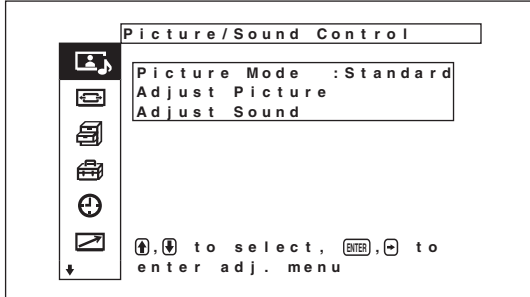 Picture/Sound Control
Picture Mode :Standard
Adjust Picture
Adjust Sound
↑,↓ to select, ENTER,→ to
enter adj. menu